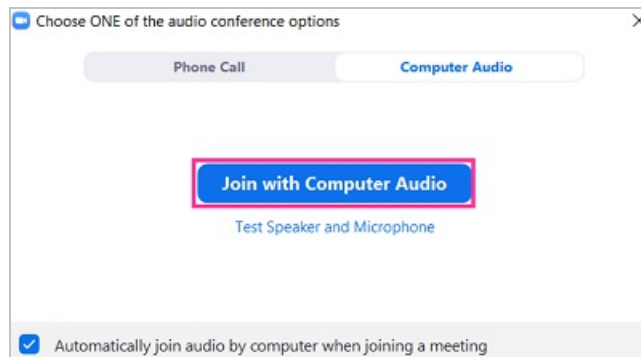 Choose ONE of the audio conference options
Phone Call
Computer Audio
Join with Computer Audio
Test Speaker and Microphone
Automatically join audio by computer when joining a meeting